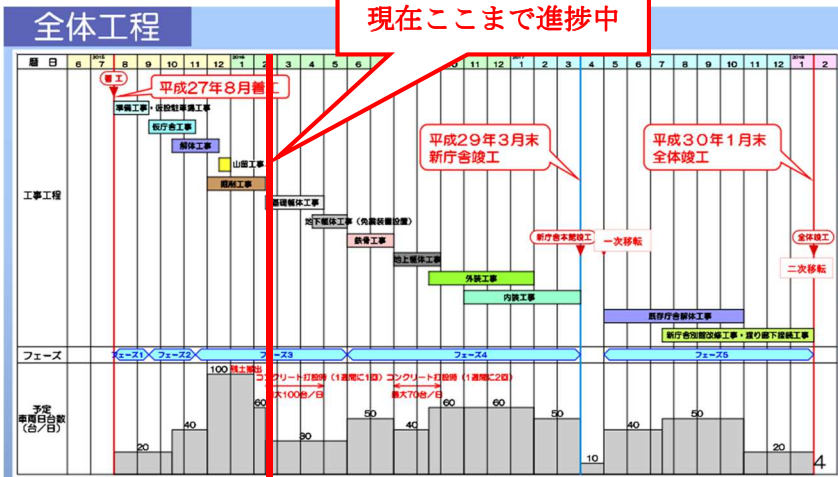 全体工程
現在ここまで進捗中
暦日 6 7 8 9 10 11 12 1 2 3 4 5 6 10 11 12 1 2 3 4 5 6 7 8 9 10 11 12 1 2
着工
平成27年8月着工
準備工事・仮設駐車場工事
仮庁舎工事
解体工事
山留工事
掘削工事
基礎躯体工事
地下躯体工事(免震装置設置)
鉄骨工事
地上躯体工事
外装工事
内装工事
平成29年3月末
新庁舎竣工
平成30年1月末
全体竣工
新庁舎本館竣工
一次移転
全体竣工
二次移転
既存庁舎解体工事
新庁舎別館改修工事・渡り廊下接続工事
工事工程
フェーズ
フェーズ1 フェーズ2 フェーズ3 フェーズ4 フェーズ5
予定
車両日台数
(台/日)
20 40 100 60 30 50 40 60 60 50 10 40 50 20
残土搬出
コンクリート打設時(1週間に1回) コンクリート打設時(1週間に2回)
最大100台/日 最大70台/日
4